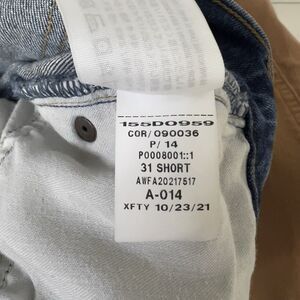 155D0959
COR/090036
P/ 14
P0008001::1
31 SHORT
AWFA20217517
A-014
XFTY 10/23/21